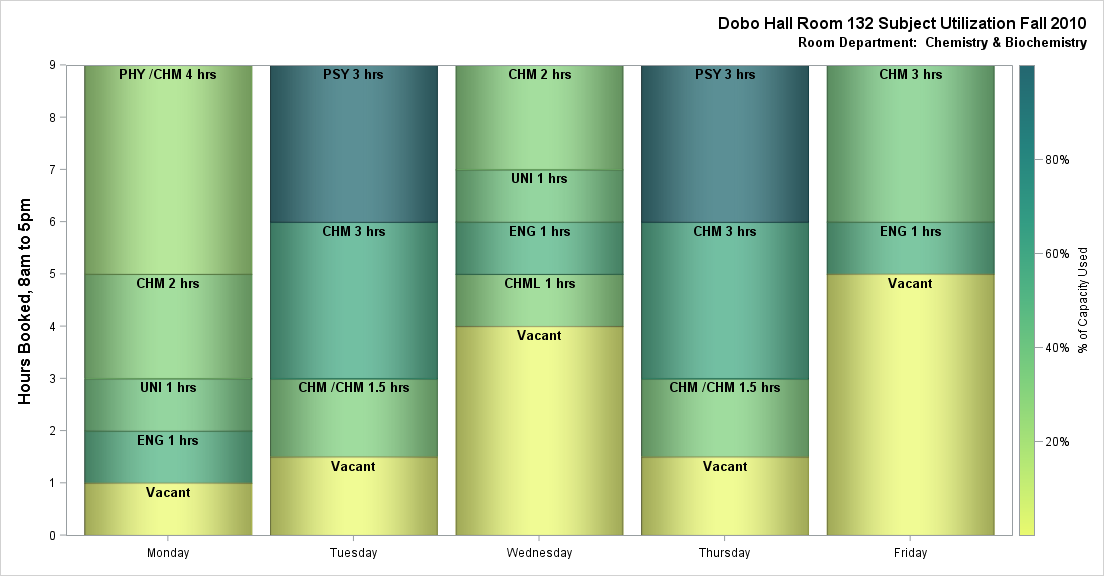 Dobo Hall Room 132 Subject Utilization Fall 2010
Room Department:  Chemistry & Biochemistry
Hours Booked, 8am to 5pm
9
8
7
6
5
4
3
2
1
0
PHY /CHM 4 hrs
CHM 2 hrs
UNI 1 hrs
ENG 1 hrs
Vacant
PSY 3 hrs
CHM 3 hrs
CHM /CHM 1.5 hrs
Vacant
CHM 2 hrs
UNI 1 hrs
ENG 1 hrs
CHML 1 hrs
Vacant
PSY 3 hrs
CHM 3 hrs
CHM /CHM 1.5 hrs
Vacant
CHM 3 hrs
ENG 1 hrs
Vacant
Monday
Tuesday
Wednesday
Thursday
Friday
80%
60%
40%
20%
% of Capacity Used